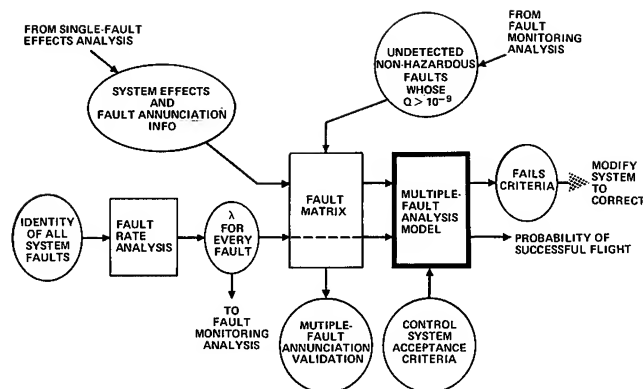 FROM SINGLE-FAULT
EFFECTS ANALYSIS
SYSTEM EFFECTS
AND
FAULT ANNUNCIATION
INFO
UNDETECTED
NON-HAZARDOUS
FAULTS
WHOSE
Q > 10⁻⁹
FROM
FAULT
MONITORING
ANALYSIS
IDENTITY
OF ALL
SYSTEM
FAULTS
FAULT
RATE
ANALYSIS
λ
FOR
EVERY
FAULT
FAULT
MATRIX
MULTIPLE-
FAULT
ANALYSIS
MODEL
FAILS
CRITERIA
MODIFY
SYSTEM
TO
CORRECT
PROBABILITY OF
SUCCESSFUL FLIGHT
TO
FAULT
MONITORING
ANALYSIS
MUTIPLE-
FAULT
ANNUNCIATION
VALIDATION
CONTROL
SYSTEM
ACCEPTANCE
CRITERIA